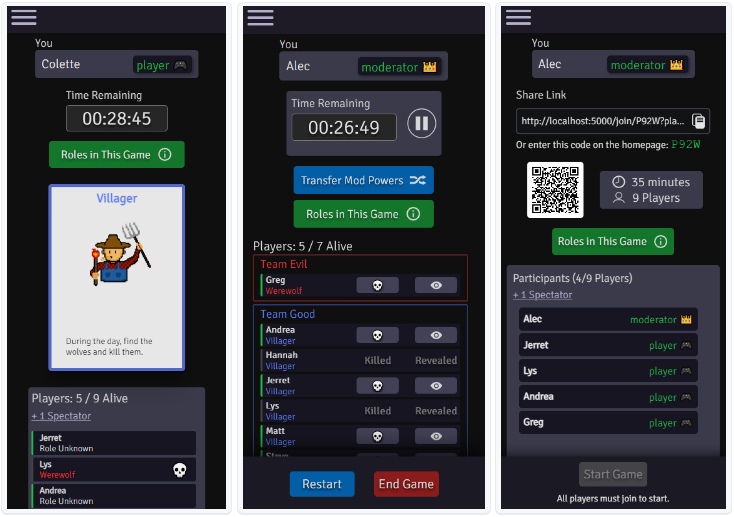 You
Colette player
Time Remaining
00:28:45
Roles in This Game
Villager
During the day, find the
wolves and kill them.
Players: 5 / 9 Alive
+ 1 Spectator
Jerret
Role Unknown
Lys
Werewolf
Andrea
Role Unknown
You
Alec moderator
Time Remaining
00:26:49
Transfer Mod Powers
Roles in This Game
Players: 5 / 7 Alive
Team Evil
Greg
Werewolf
Team Good
Andrea
Villager
Hannah
Villager Killed Revealed
Jerret
Villager
Lys
Villager Killed Revealed
Matt
Villager
Restart End Game
You
Alec moderator
Share Link
http://localhost:5000/join/P92W?pla...
Or enter this code on the homepage: P92W
35 minutes
9 Players
Roles in This Game
Participants (4/9 Players)
+ 1 Spectator
Alec moderator
Jerret player
Lys player
Andrea player
Greg player
Start Game
All players must join to start.